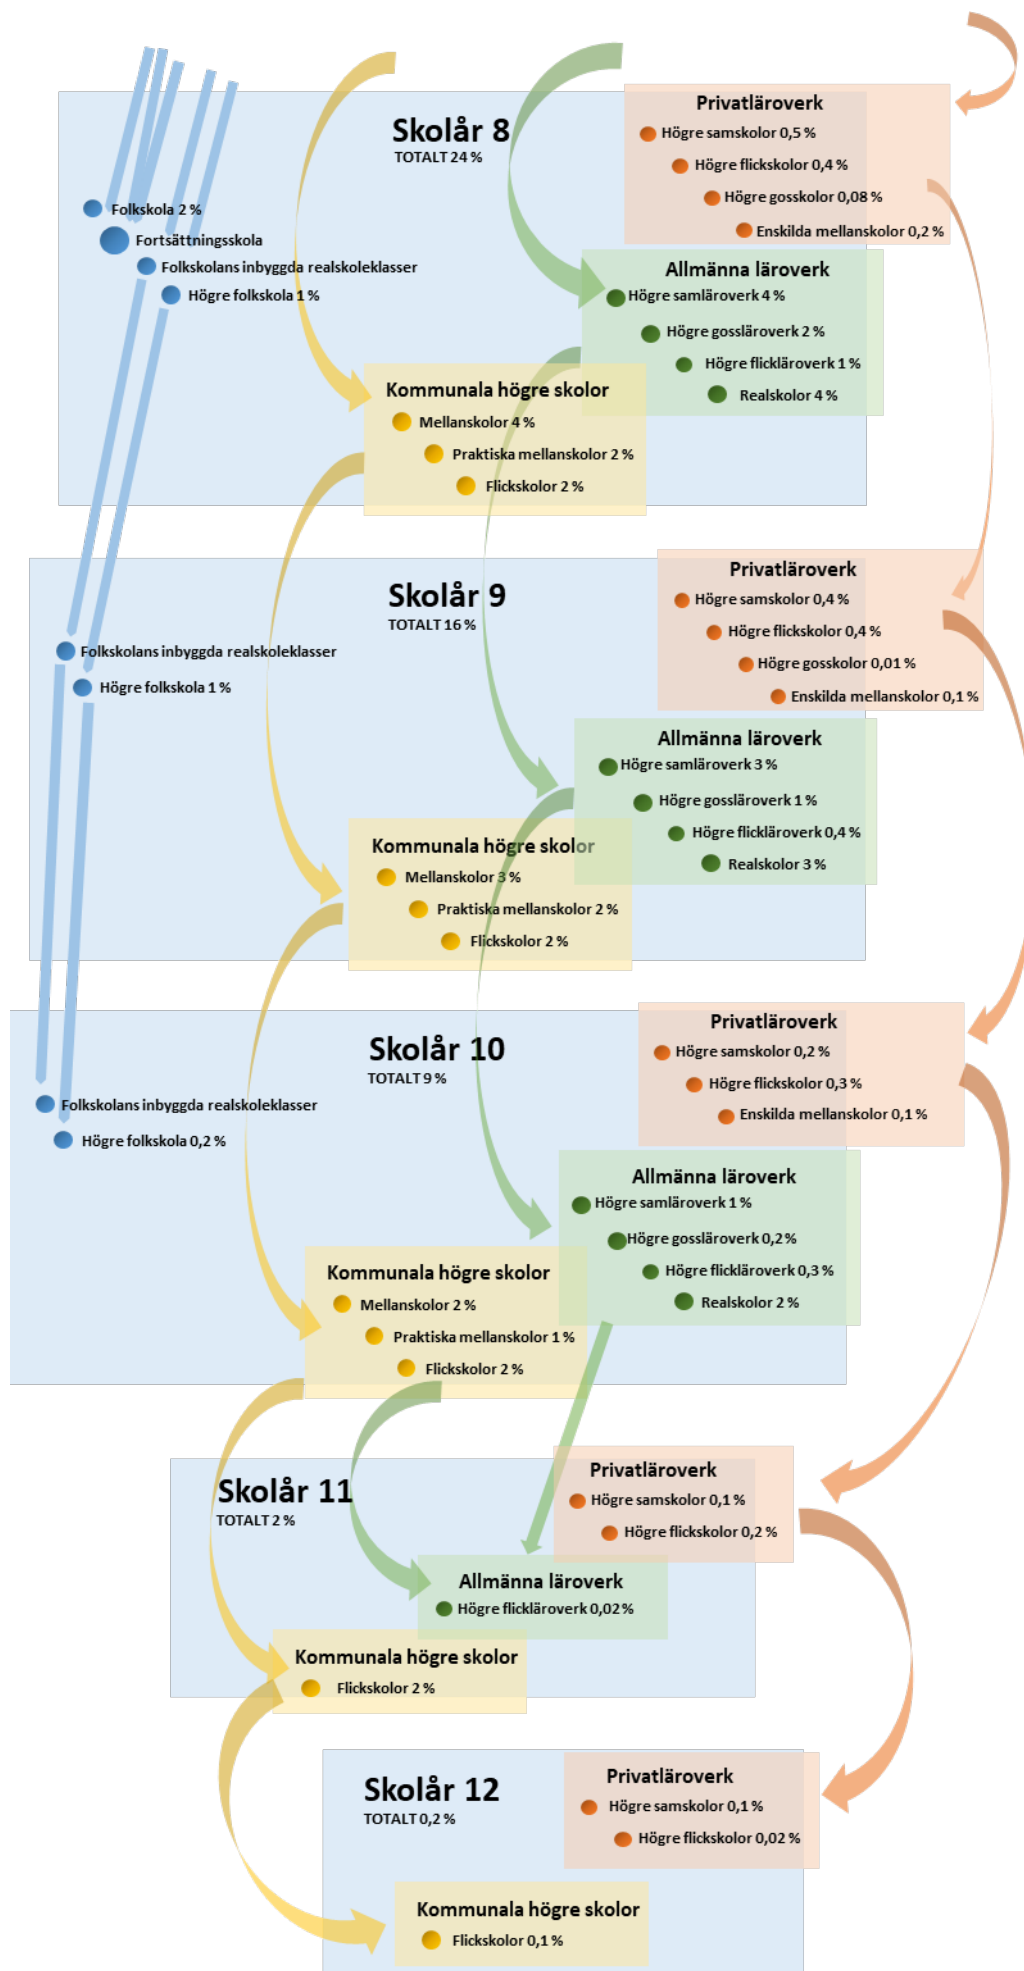 Skolår 8
TOTALT 24 %
Privatläroverk
Högre samskolor 0,5 %
Högre flickskolor 0,4 %
Högre gosskolor 0,08 %
Enskilda mellanskolor 0,2 %
Folkskola 2 %
Fortsättningsskola
Folkskolans inbyggda realskoleklasser
Högre folkskola 1 %
Allmänna läroverk
Högre samläroverk 4 %
Högre gossläroverk 2 %
Högre flickläroverk 1 %
Realskolor 4 %
Kommunala högre skolor
Mellanskolor 4 %
Praktiska mellanskolor 2 %
Flickskolor 2 %
Skolår 9
TOTALT 16 %
Privatläroverk
Högre samskolor 0,4 %
Högre flickskolor 0,4 %
Högre gosskolor 0,01 %
Enskilda mellanskolor 0,1 %
Folkskolans inbyggda realskoleklasser
Högre folkskola 1 %
Allmänna läroverk
Högre samläroverk 3 %
Högre gossläroverk 1 %
Högre flickläroverk 0,4 %
Realskolor 3 %
Kommunala högre skolor
Mellanskolor 3 %
Praktiska mellanskolor 2 %
Flickskolor 2 %
Skolår 10
TOTALT 9 %
Privatläroverk
Högre samskolor 0,2 %
Högre flickskolor 0,3 %
Enskilda mellanskolor 0,1 %
Folkskolans inbyggda realskoleklasser
Högre folkskola 0,2 %
Allmänna läroverk
Högre samläroverk 1 %
Högre gossläroverk 0,2 %
Högre flickläroverk 0,3 %
Realskolor 2 %
Kommunala högre skolor
Mellanskolor 2 %
Praktiska mellanskolor 1 %
Flickskolor 2 %
Skolår 11
TOTALT 2 %
Privatläroverk
Högre samskolor 0,1 %
Högre flickskolor 0,2 %
Allmänna läroverk
Högre flickläroverk 0,02 %
Kommunala högre skolor
Flickskolor 2 %
Skolår 12
TOTALT 0,2 %
Privatläroverk
Högre samskolor 0,1 %
Högre flickskolor 0,02 %
Kommunala högre skolor
Flickskolor 0,1 %